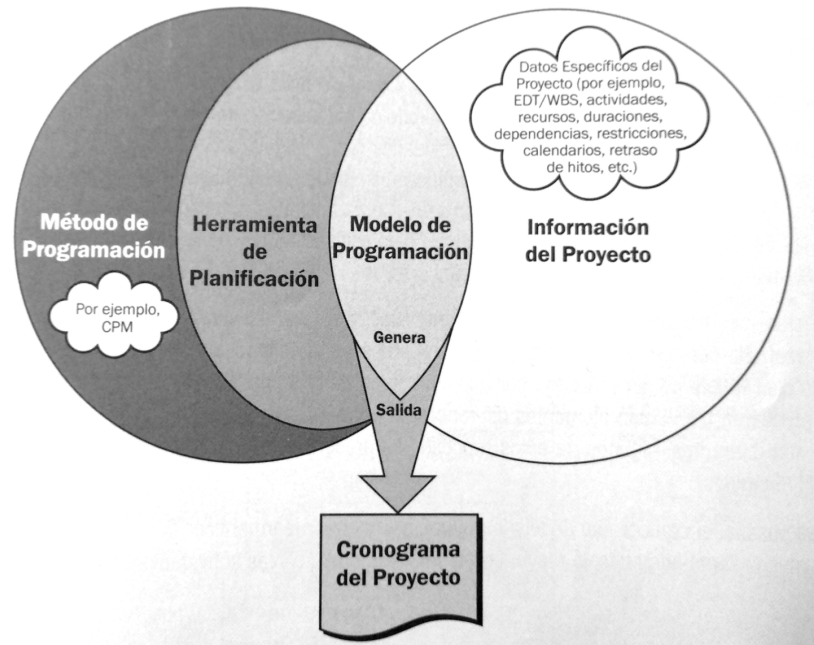 Datos Específicos del
Proyecto (por ejemplo,
EDT/WBS, actividades,
recursos, duraciones,
dependencias, restricciones,
calendarios, retraso
de hitos, etc.)
Método de
Programación
Herramienta
de
Planificación
Modelo de
Programación
Información
del Proyecto
Por ejemplo,
CPM
Genera
Salida
Cronograma
del Proyecto